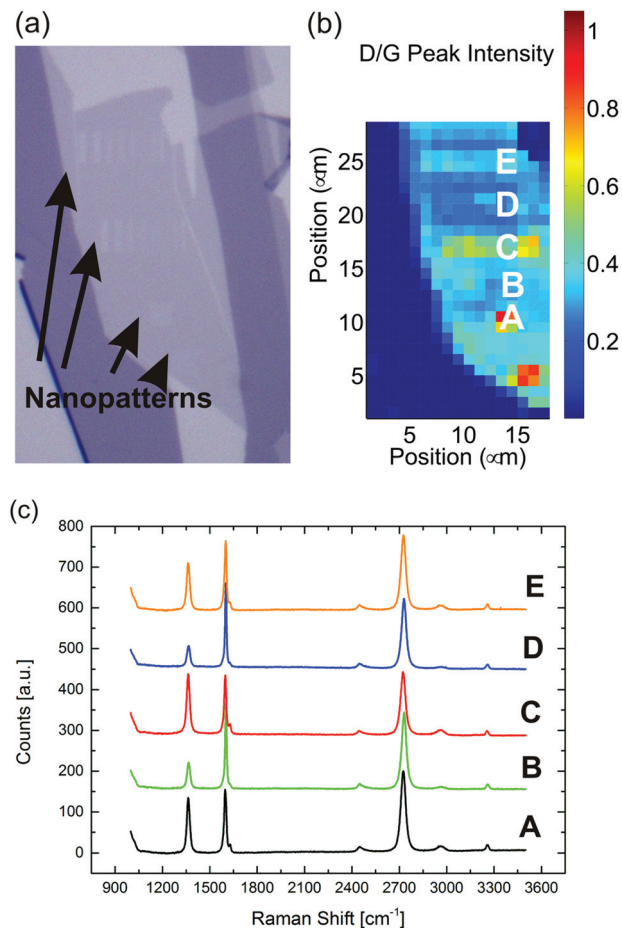 (a)
Nanopatterns
(b)
D/G Peak Intensity
1
0.8
0.6
0.4
0.2
Position (∝m)
25
20
15
10
5
E
D
C
B
A
5 10 15
Position (∝m)
(c)
Counts [a.u.]
800
700
600
500
400
300
200
100
0
E
D
C
B
A
900 1200 1500 1800 2100 2400 2700 3000 3300 3600
Raman Shift [cm⁻¹]